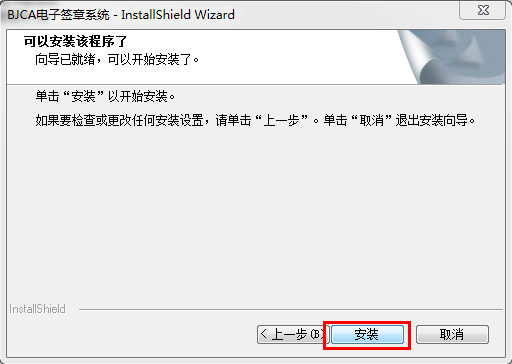 BJCA电子签章系统 - InstallShield Wizard
可以安装该程序了
向导已就绪，可以开始安装了。
单击“安装”以开始安装。
如果要检查或更改任何安装设置，请单击“上一步”。单击“取消”退出安装向导。
InstallShield
< 上一步(B) 安装 取消